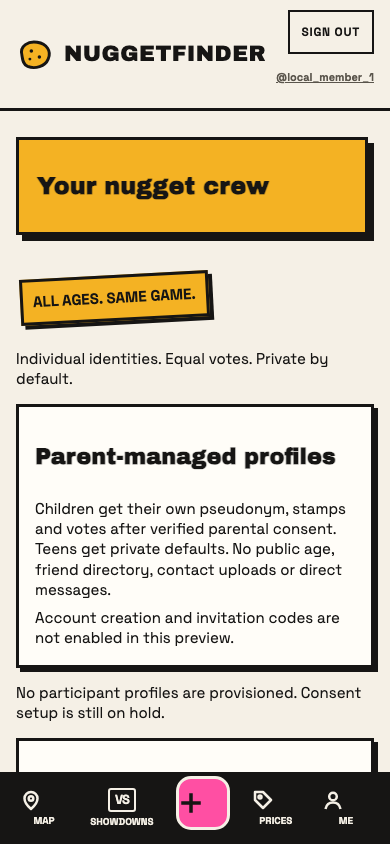 SIGN OUT
NUGGETFINDER
@local_member_1
Your nugget crew
ALL AGES. SAME GAME.
Individual identities. Equal votes. Private by
default.
Parent-managed profiles
Children get their own pseudonym, stamps
and votes after verified parental consent.
Teens get private defaults. No public age,
friend directory, contact uploads or direct
messages.
Account creation and invitation codes are
not enabled in this preview.
No participant profiles are provisioned. Consent
setup is still on hold.
VS
MAP
SHOWDOWNS
PRICES
ME